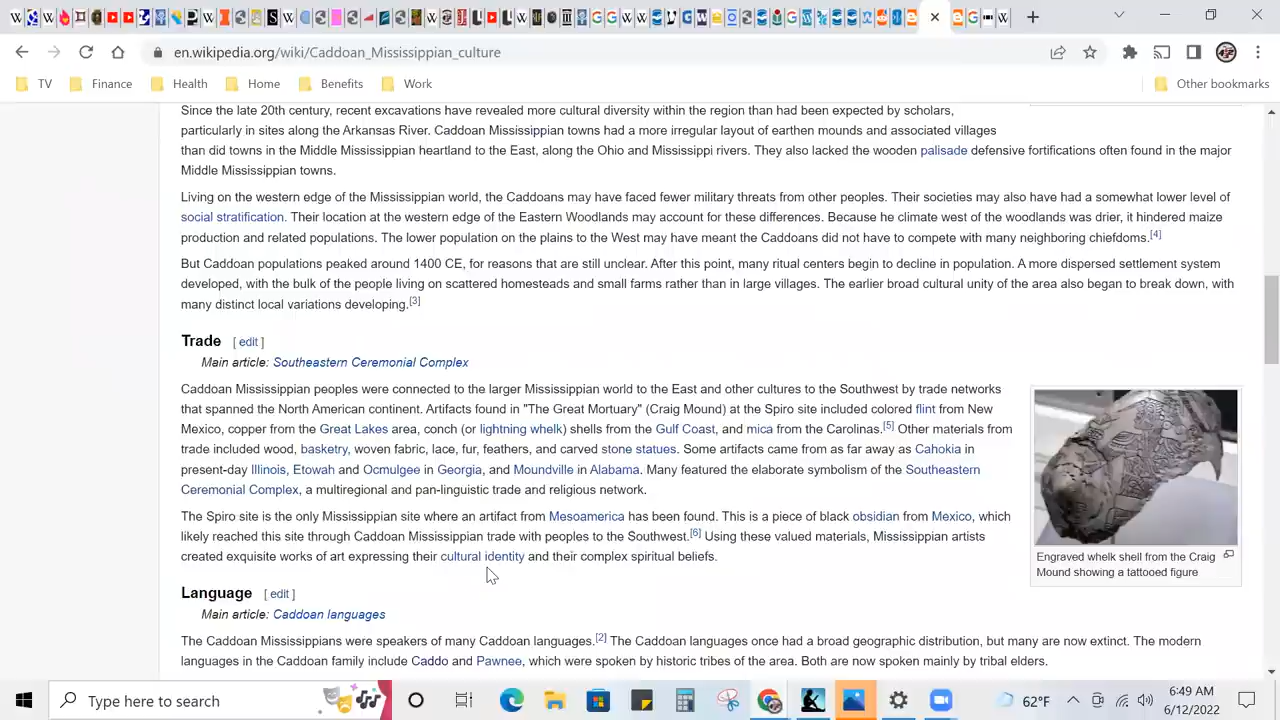 en.wikipedia.org/wiki/Caddoan_Mississippian_culture
TV Finance Health Home Benefits Work Other bookmarks
Since the late 20th century, recent excavations have revealed more cultural diversity within the region than had been expected by scholars,
particularly in sites along the Arkansas River. Caddoan Mississippian towns had a more irregular layout of earthen mounds and associated villages
than did towns in the Middle Mississippian heartland to the East, along the Ohio and Mississippi rivers. They also lacked the wooden palisade defensive fortifications often found in the major
Middle Mississippian towns.
Living on the western edge of the Mississippian world, the Caddoans may have faced fewer military threats from other peoples. Their societies may also have had a somewhat lower level of
social stratification. Their location at the western edge of the Eastern Woodlands may account for these differences. Because he climate west of the woodlands was drier, it hindered maize
production and related populations. The lower population on the plains to the West may have meant the Caddoans did not have to compete with many neighboring chiefdoms.[4]
But Caddoan populations peaked around 1400 CE, for reasons that are still unclear. After this point, many ritual centers begin to decline in population. A more dispersed settlement system
developed, with the bulk of the people living on scattered homesteads and small farms rather than in large villages. The earlier broad cultural unity of the area also began to break down, with
many distinct local variations developing.[3]
Trade [ edit ]
Main article: Southeastern Ceremonial Complex
Caddoan Mississippian peoples were connected to the larger Mississippian world to the East and other cultures to the Southwest by trade networks
that spanned the North American continent. Artifacts found in "The Great Mortuary" (Craig Mound) at the Spiro site included colored flint from New
Mexico, copper from the Great Lakes area, conch (or lightning whelk) shells from the Gulf Coast, and mica from the Carolinas.[5] Other materials from
trade included wood, basketry, woven fabric, lace, fur, feathers, and carved stone statues. Some artifacts came from as far away as Cahokia in
present-day Illinois, Etowah and Ocmulgee in Georgia, and Moundville in Alabama. Many featured the elaborate symbolism of the Southeastern
Ceremonial Complex, a multiregional and pan-linguistic trade and religious network.
The Spiro site is the only Mississippian site where an artifact from Mesoamerica has been found. This is a piece of black obsidian from Mexico, which
likely reached this site through Caddoan Mississippian trade with peoples to the Southwest.[6] Using these valued materials, Mississippian artists
created exquisite works of art expressing their cultural identity and their complex spiritual beliefs.
Engraved whelk shell from the Craig
Mound showing a tattooed figure
Language [ edit ]
Main article: Caddoan languages
The Caddoan Mississippians were speakers of many Caddoan languages.[2] The Caddoan languages once had a broad geographic distribution, but many are now extinct. The modern
languages in the Caddoan family include Caddo and Pawnee, which were spoken by historic tribes of the area. Both are now spoken mainly by tribal elders.
Type here to search
62°F
6:49 AM
6/12/2022